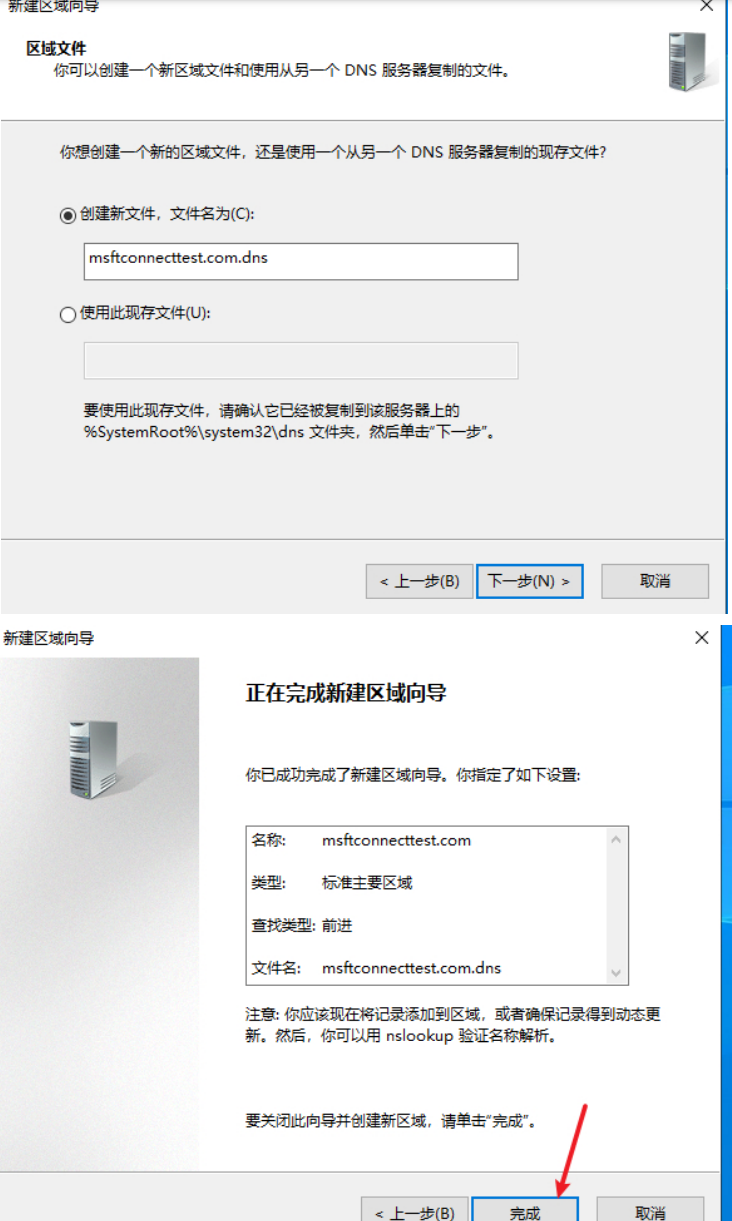 新建区域向导
区域文件
你可以创建一个新区域文件和使用从另一个 DNS 服务器复制的文件。
你想创建一个新的区域文件，还是使用一个从另一个 DNS 服务器复制的现存文件?
创建新文件，文件名为(C):
msftconnecttest.com.dns
使用此现存文件(U):
要使用此现存文件，请确认它已经被复制到该服务器上的
%SystemRoot%\system32\dns 文件夹，然后单击“下一步”。
< 上一步(B) 下一步(N) > 取消
新建区域向导
正在完成新建区域向导
你已成功完成了新建区域向导。你指定了如下设置:
名称: msftconnecttest.com
类型: 标准主要区域
查找类型: 前进
文件名: msftconnecttest.com.dns
注意: 你应该现在将记录添加到区域，或者确保记录得到动态更
新。然后，你可以用 nslookup 验证名称解析。
要关闭此向导并创建新区域，请单击“完成”。
< 上一步(B) 完成 取消